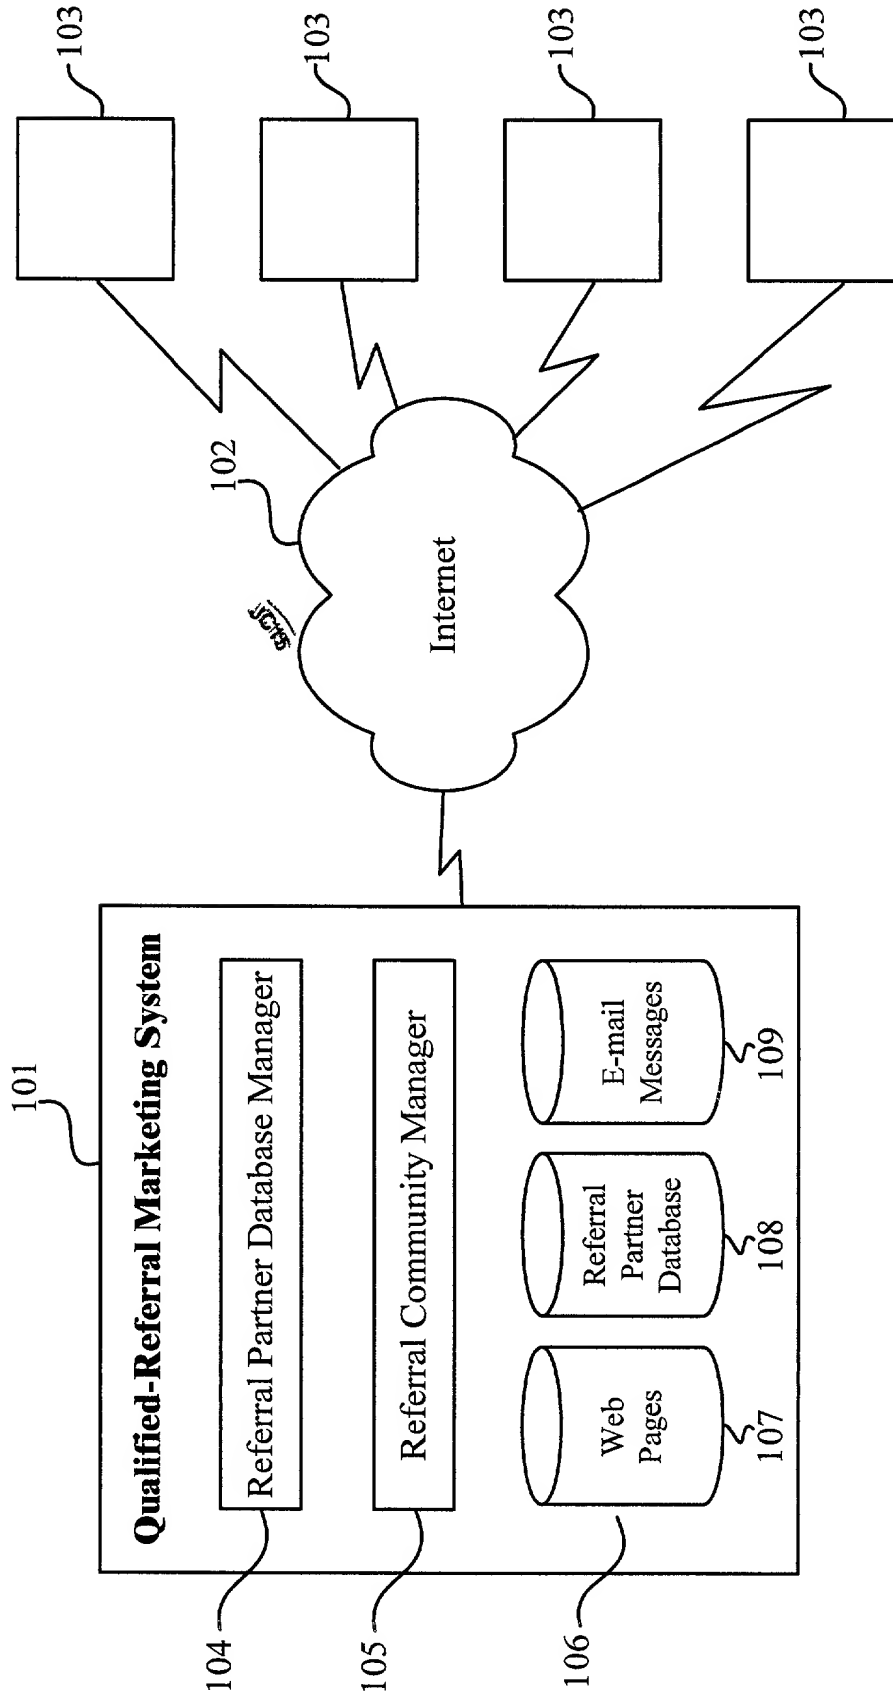 101
Qualified-Referral Marketing System
104
Referral Partner Database Manager
105
Referral Community Manager
106
Web
Pages
107
Referral
Partner
Database
108
E-mail
Messages
109
102
Internet
103
103
103
103